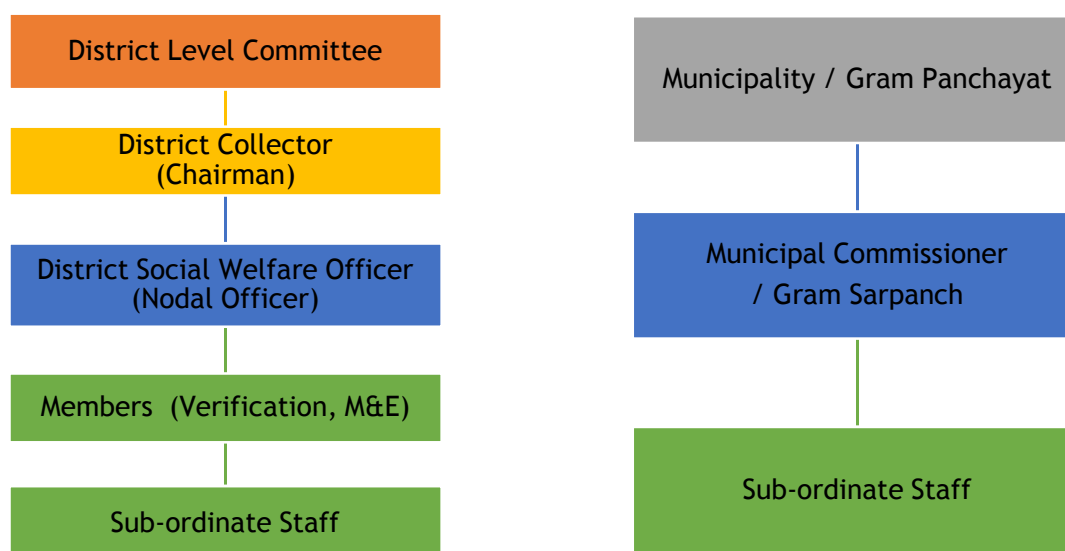 District Level Committee
District Collector
(Chairman)
District Social Welfare Officer
(Nodal Officer)
Members (Verification, M&E)
Sub-ordinate Staff
Municipality / Gram Panchayat
Municipal Commissioner
/ Gram Sarpanch
Sub-ordinate Staff